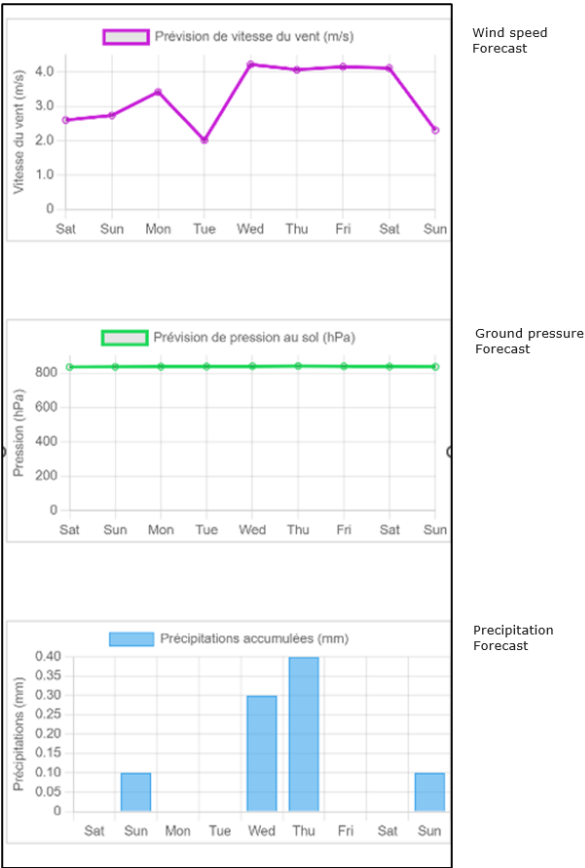 Prévision de vitesse du vent (m/s)
Wind speed
Forecast
Vitesse du vent (m/s)
4.0
3.0
2.0
1.0
0
Sat Sun Mon Tue Wed Thu Fri Sat Sun
Prévision de pression au sol (hPa)
Ground pressure
Forecast
Pression (hPa)
800
600
400
200
0
Sat Sun Mon Tue Wed Thu Fri Sat Sun
Précipitations accumulées (mm)
Precipitation
Forecast
Précipitations (mm)
0.40
0.35
0.30
0.25
0.20
0.15
0.10
0.05
0
Sat Sun Mon Tue Wed Thu Fri Sat Sun